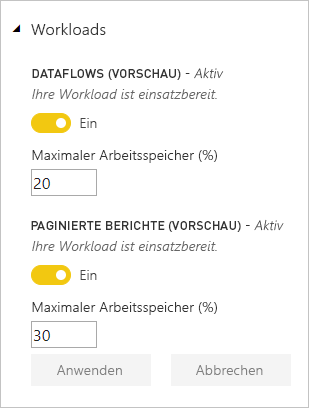 Workloads
DATAFLOWS (VORSCHAU) - Aktiv
Ihre Workload ist einsatzbereit.
Ein
Maximaler Arbeitsspeicher (%)
20
PAGINIERTE BERICHTE (VORSCHAU) - Aktiv
Ihre Workload ist einsatzbereit.
Ein
Maximaler Arbeitsspeicher (%)
30
Anwenden Abbrechen